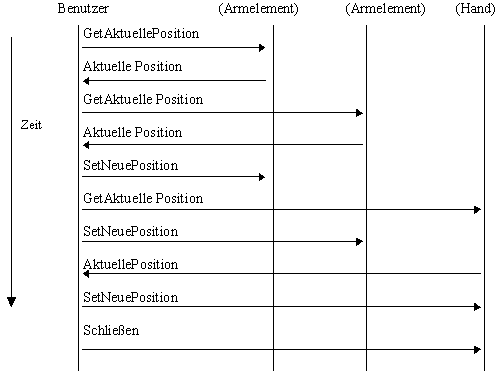 Benutzer (Armelement) (Armelement) (Hand)
GetAktuellePosition
Aktuelle Position
GetAktuelle Position
Zeit
Aktuelle Position
SetNeuePosition
GetAktuelle Position
SetNeuePosition
AktuellePosition
SetNeuePosition
Schließen